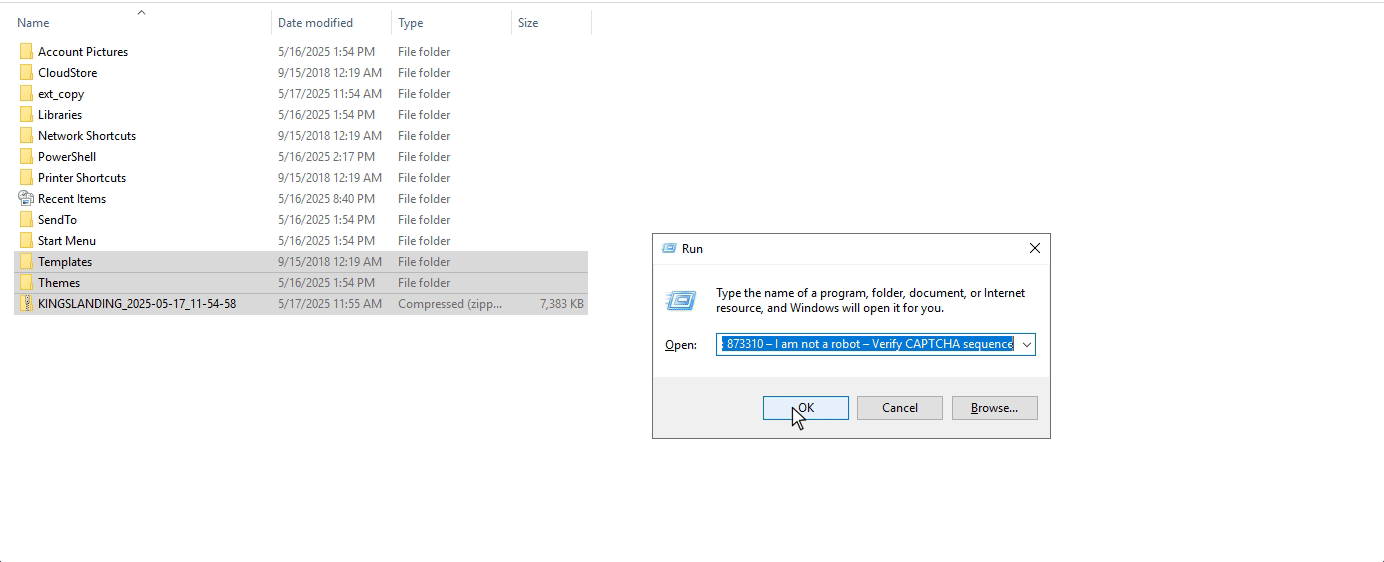 Name Date modified Type Size
Account Pictures 5/16/2025 1:54 PM File folder
CloudStore 9/15/2018 12:19 AM File folder
ext_copy 5/17/2025 11:54 AM File folder
Libraries 5/16/2025 1:54 PM File folder
Network Shortcuts 9/15/2018 12:19 AM File folder
PowerShell 5/16/2025 2:17 PM File folder
Printer Shortcuts 9/15/2018 12:19 AM File folder
Recent Items 5/16/2025 8:40 PM File folder
SendTo 5/16/2025 1:54 PM File folder
Start Menu 5/16/2025 1:54 PM File folder
Templates 9/15/2018 12:19 AM File folder
Themes 5/16/2025 1:54 PM File folder
KINGSLANDING_2025-05-17_11-54-58 5/17/2025 11:55 AM Compressed (zipp... 7,383 KB
Run
Type the name of a program, folder, document, or Internet
resource, and Windows will open it for you.
Open: : 873310 – I am not a robot – Verify CAPTCHA sequence
OK Cancel Browse...